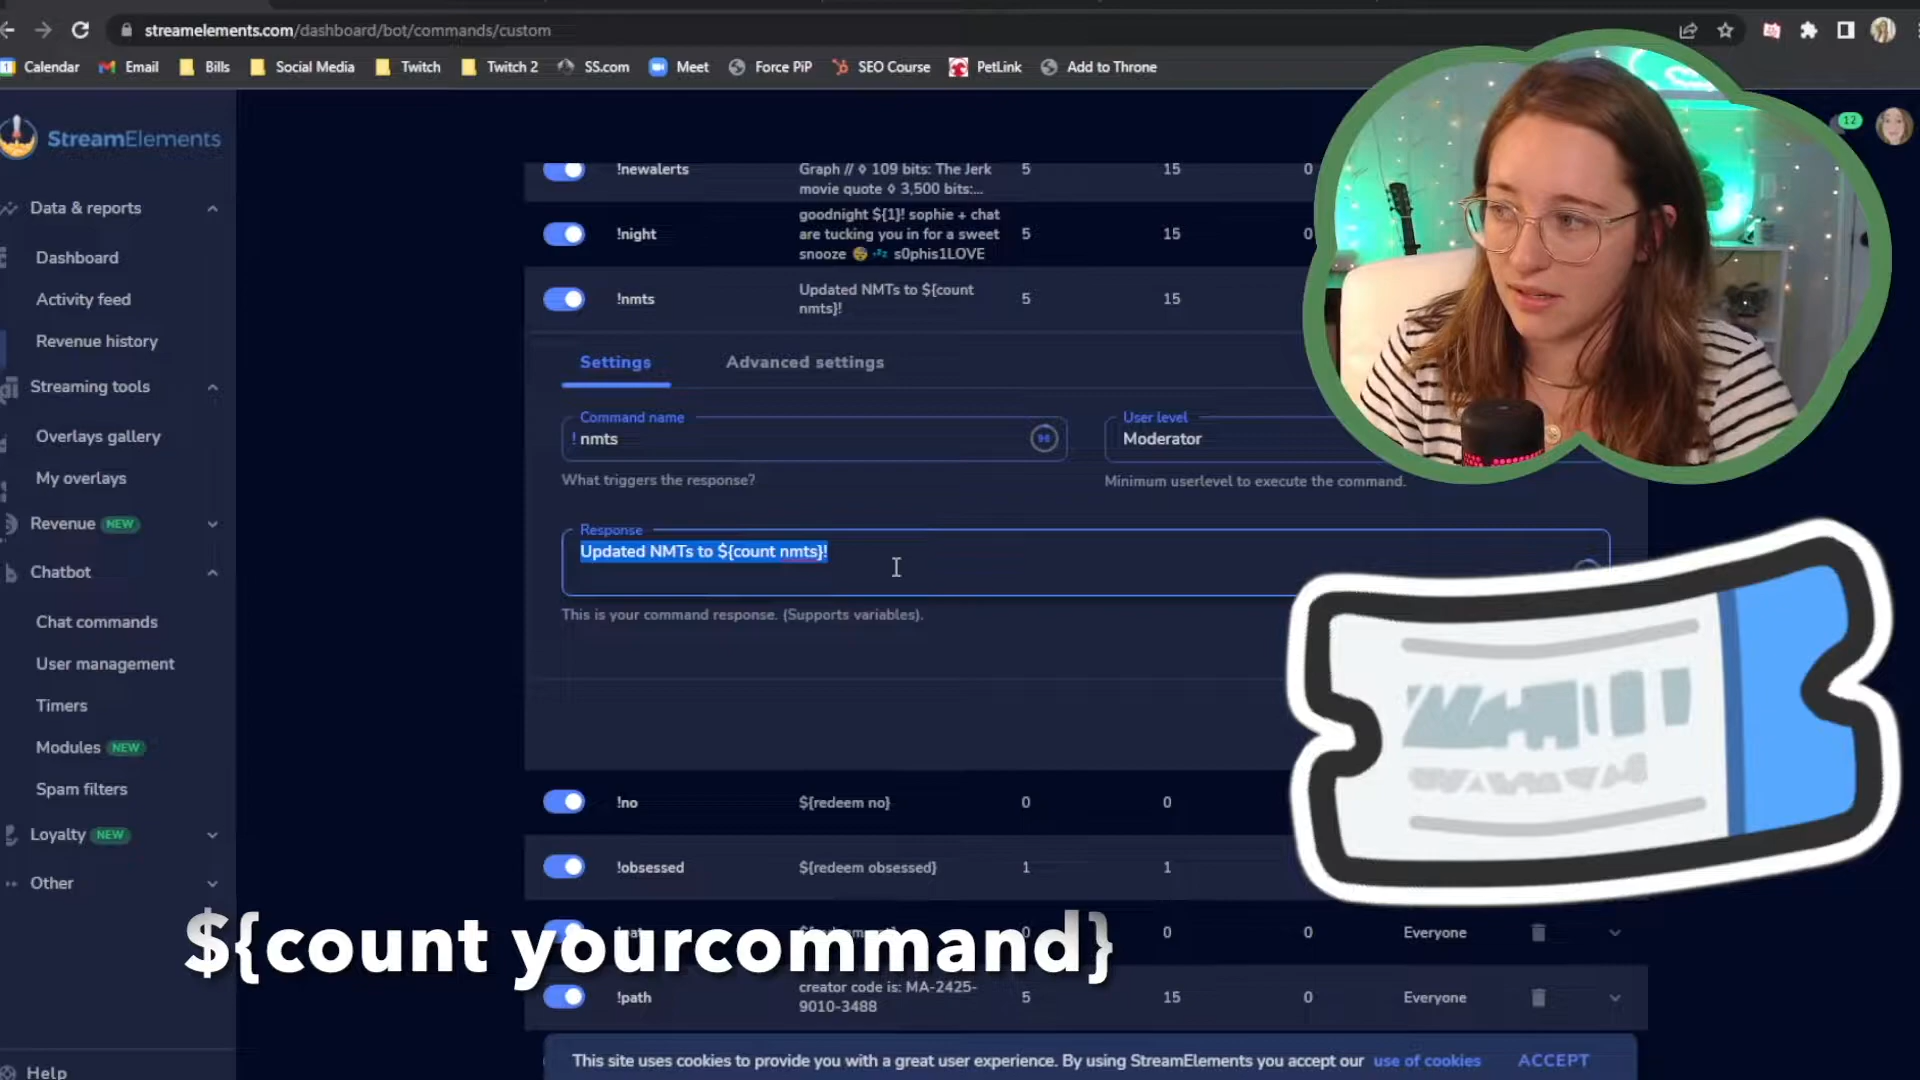 streamelements.com/dashboard/bot/commands/custom
Calendar Email Bills Social Media Twitch Twitch 2 SS.com Meet Force PiP SEO Course PetLink Add to Throne
StreamElements
12
Data & reports
Dashboard
Activity feed
Revenue history
Streaming tools
Overlays gallery
My overlays
Revenue NEW
Chatbot
Chat commands
User management
Timers
Modules NEW
Spam filters
Loyalty NEW
Other
Help
!newalerts Graph // ◊ 109 bits: The Jerk 5 15 0
movie quote ◊ 3,500 bits:...
goodnight ${1}! sophie + chat
!night are tucking you in for a sweet 5 15 0
snooze 😴 💤 s0phis1LOVE
!nmts Updated NMTs to ${count 5 15
nmts}!
Settings Advanced settings
Command name
! nmts
What triggers the response?
User level
Moderator
Minimum userlevel to execute the command.
Response
Updated NMTs to ${count nmts}!
This is your command response. (Supports variables).
!no ${redeem no} 0 0
!obsessed ${redeem obsessed} 1 1
0 0 0 Everyone
${count yourcommand}
!path creator code is: MA-2425- 5 15 0 Everyone
9010-3488
This site uses cookies to provide you with a great user experience. By using StreamElements you accept our use of cookies ACCEPT